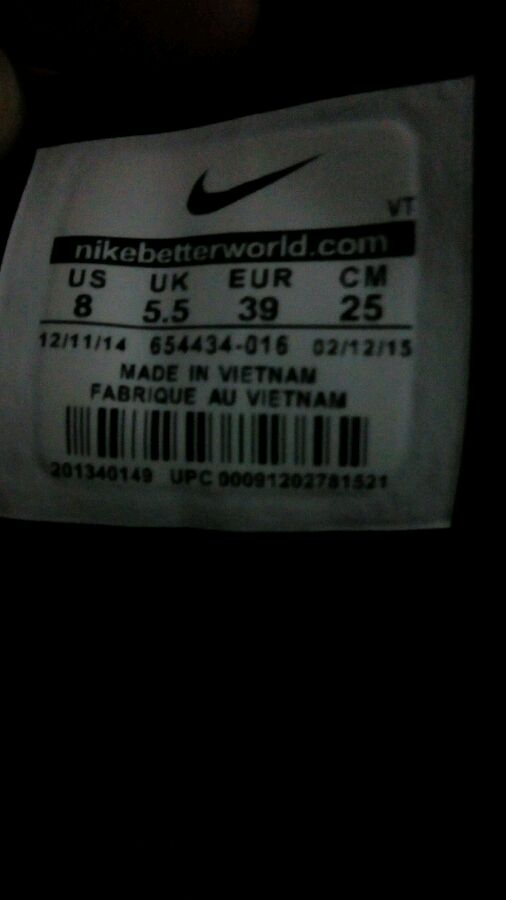 VT
nikebetterworld.com
US UK EUR CM
8 5.5 39 25
12/11/14 654434-016 02/12/15
MADE IN VIETNAM
FABRIQUE AU VIETNAM
201340149 UPC 00091202781521